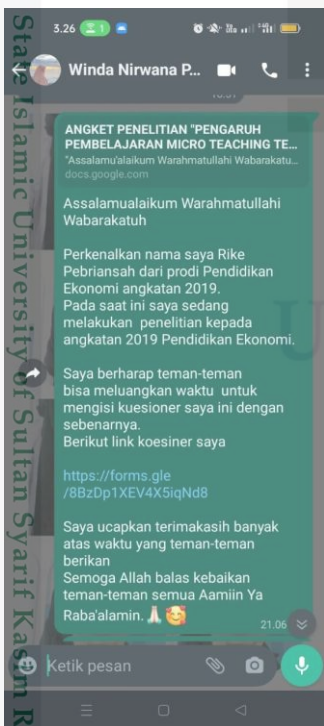 3.26
Winda Nirwana P...
ANGKET PENELITIAN "PENGARUH
PEMBELAJARAN MICRO TEACHING TE...
"Assalamu'alaikum Warahmatullahi Wabarakatu...
docs.google.com
Assalamualaikum Warahmatullahi
Wabarakatuh
Perkenalkan nama saya Rike
Pebriansah dari prodi Pendidikan
Ekonomi angkatan 2019.
Pada saat ini saya sedang
melakukan penelitian kepada
angkatan 2019 Pendidikan Ekonomi.
Saya berharap teman-teman
bisa meluangkan waktu untuk
mengisi kuesioner saya ini dengan
sebenarnya.
Berikut link koesiner saya
https://forms.gle
/8BzDp1XEV4X5iqNd8
Saya ucapkan terimakasih banyak
atas waktu yang teman-teman
berikan
Semoga Allah balas kebaikan
teman-teman semua Aamiin Ya
Raba'alamin.🙏🏻🥰
21.06
Ketik pesan
State Islamic University of Sultan Syarif Kasim R